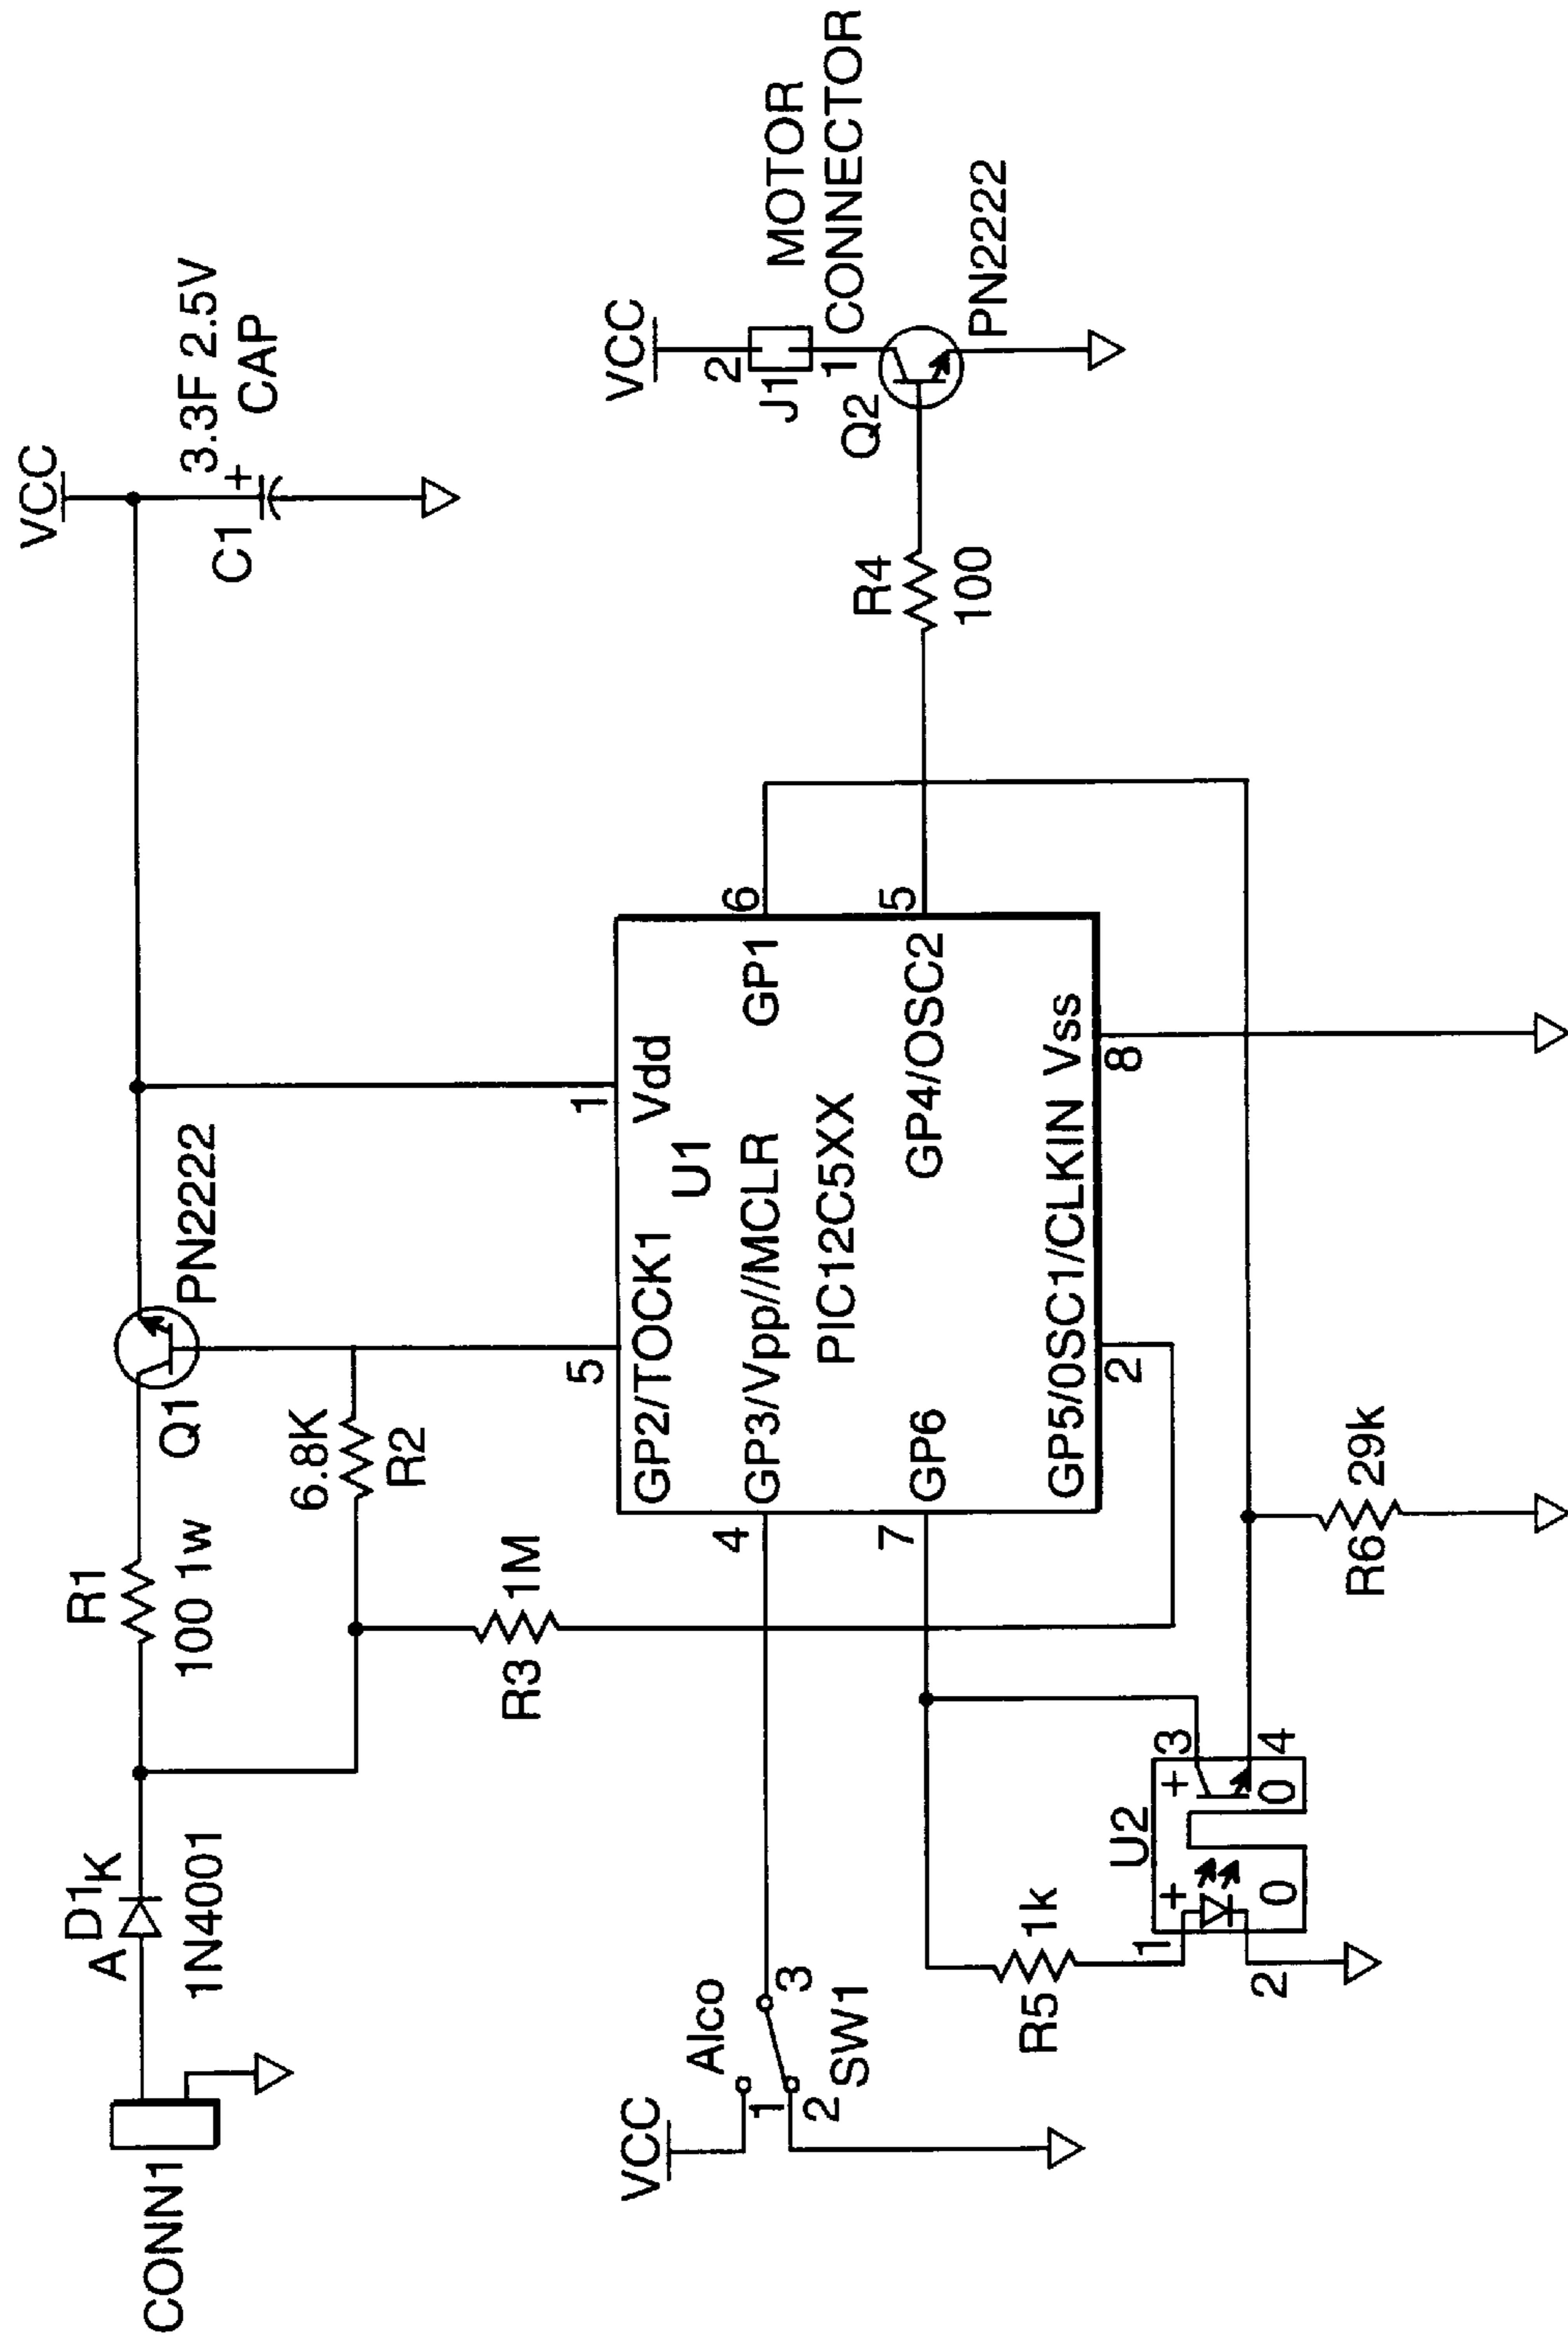 CONN1
A
D1
K
1N4001
R1
100 1w
Q1
PN2222
VCC
C1
+
3.3F 2.5V
CAP
6.8K
R2
R3
1M
VCC
Alco
1
2
3
SW1
4
7
5
1
6
5
2
8
GP2/TOCK1
Vdd
U1
GP3/Vpp//MCLR
GP1
PIC12C5XX
GP6
GP4/OSC2
GP5/0SC1/CLKIN
Vss
R4
100
VCC
2
J1
1
MOTOR
CONNECTOR
Q2
PN2222
R5
1k
U2
1
+
+
3
2
0
0
4
R6
29k